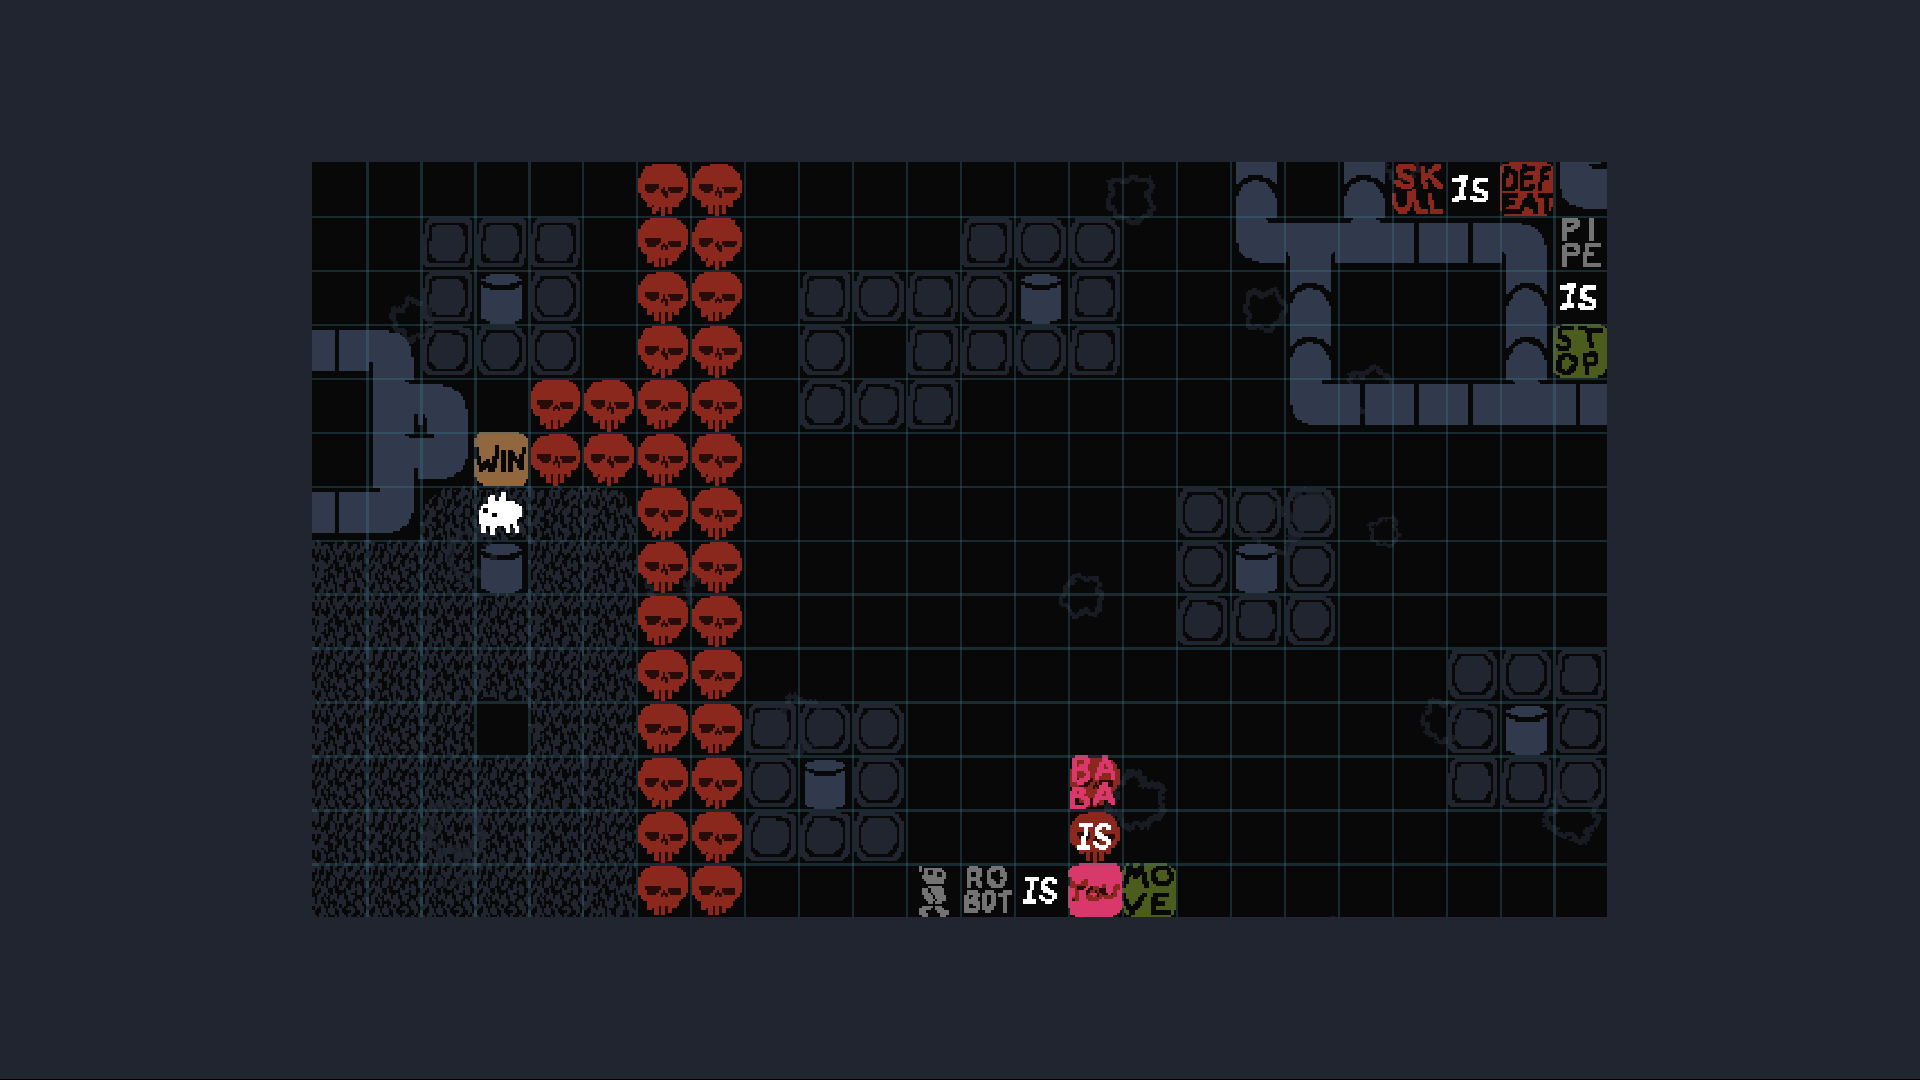 SKULL IS DEFEAT
PIPE
IS
STOP
WIN
BABA
IS
ROBOT IS YOU MOVE